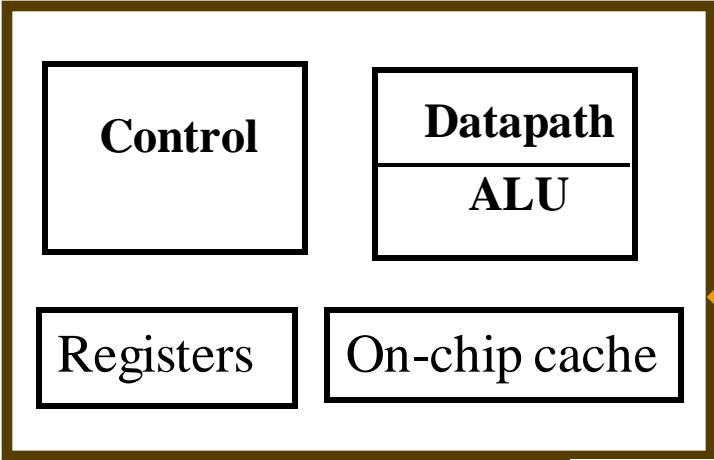 Control
Datapath
ALU
Registers
On-chip cache